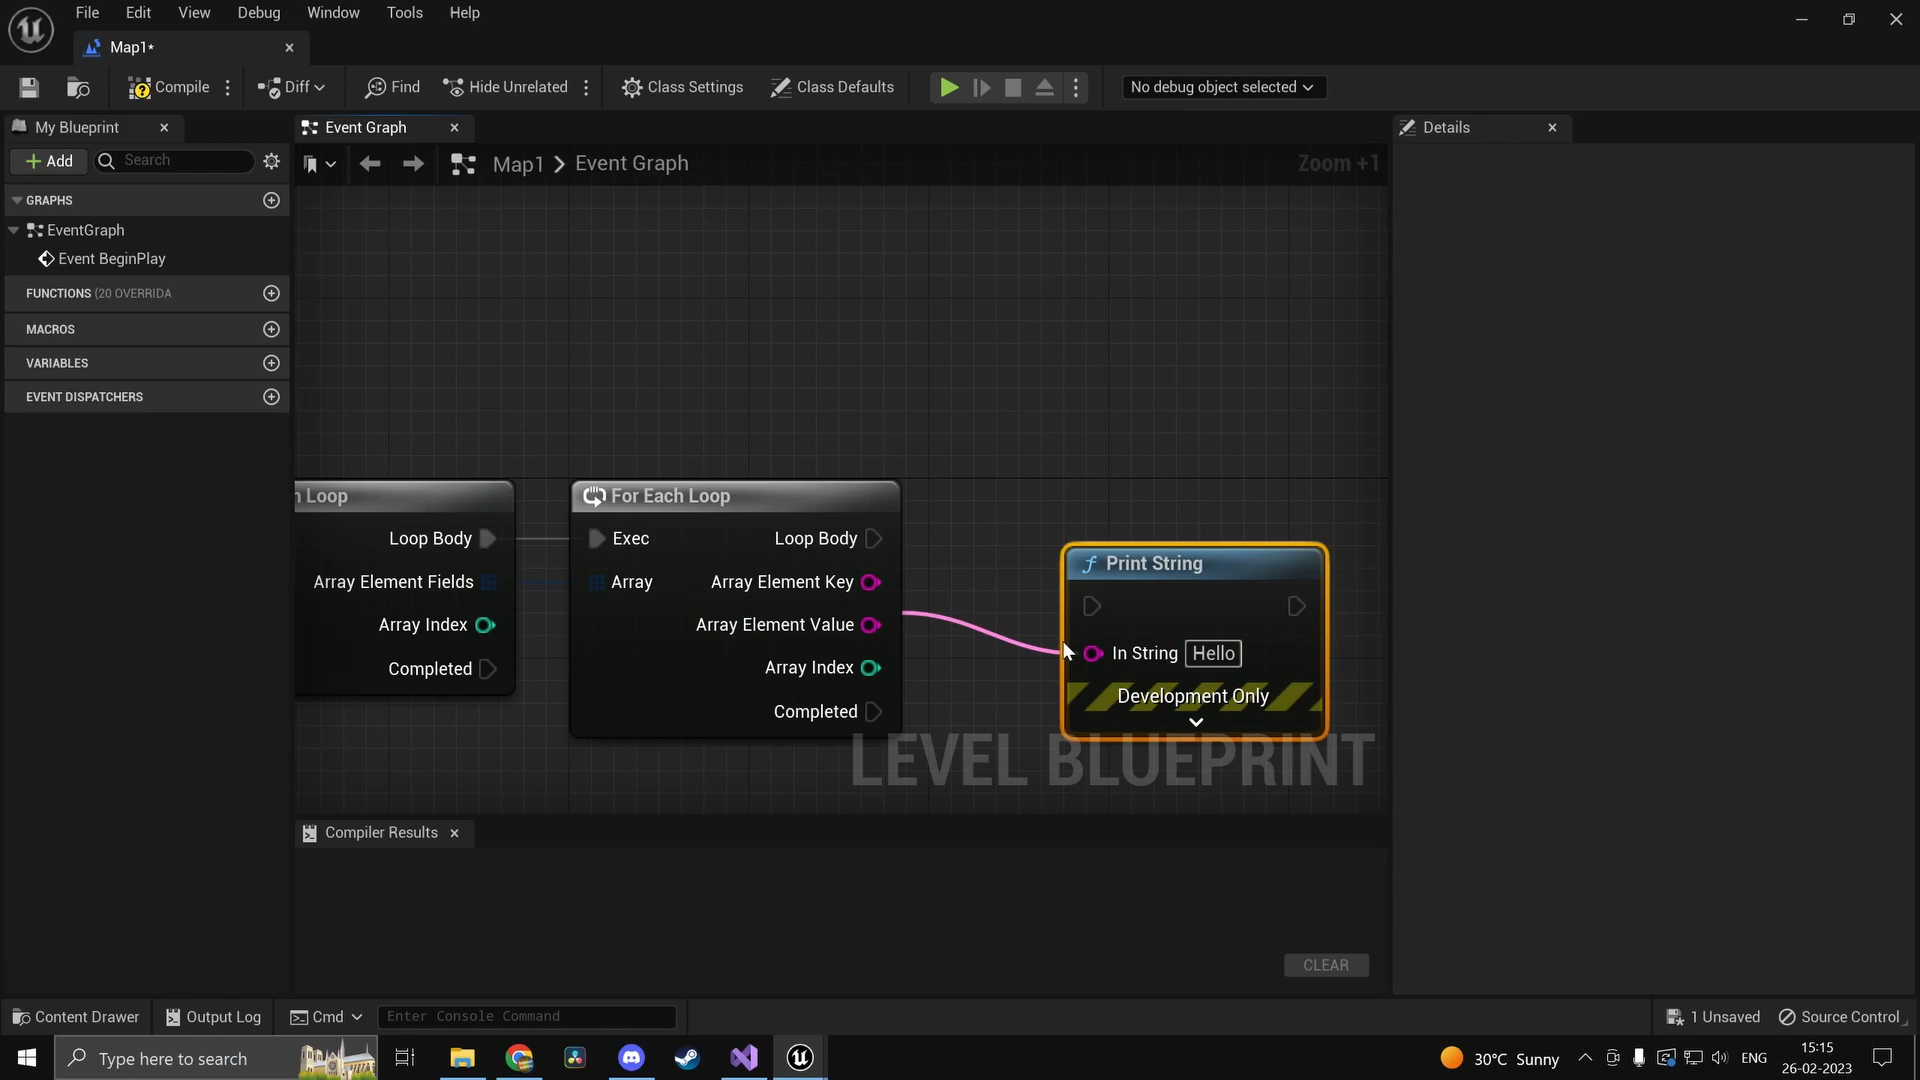 File Edit View Debug Window Tools Help
Map1*
Compile Diff Find Hide Unrelated Class Settings Class Defaults No debug object selected
My Blueprint Event Graph Details
Add Search
Map1 > Event Graph Zoom +1
GRAPHS
EventGraph
Event BeginPlay
FUNCTIONS (20 OVERRIDA
MACROS
VARIABLES
EVENT DISPATCHERS
n Loop
Loop Body
Array Element Fields
Array Index
Completed
For Each Loop
Exec Loop Body
Array Array Element Key
Array Element Value
Array Index
Completed
Print String
In String Hello
Development Only
LEVEL BLUEPRINT
Compiler Results
CLEAR
Content Drawer Output Log Cmd Enter Console Command 1 Unsaved Source Control
Type here to search 30°C Sunny ENG 15:15
26-02-2023